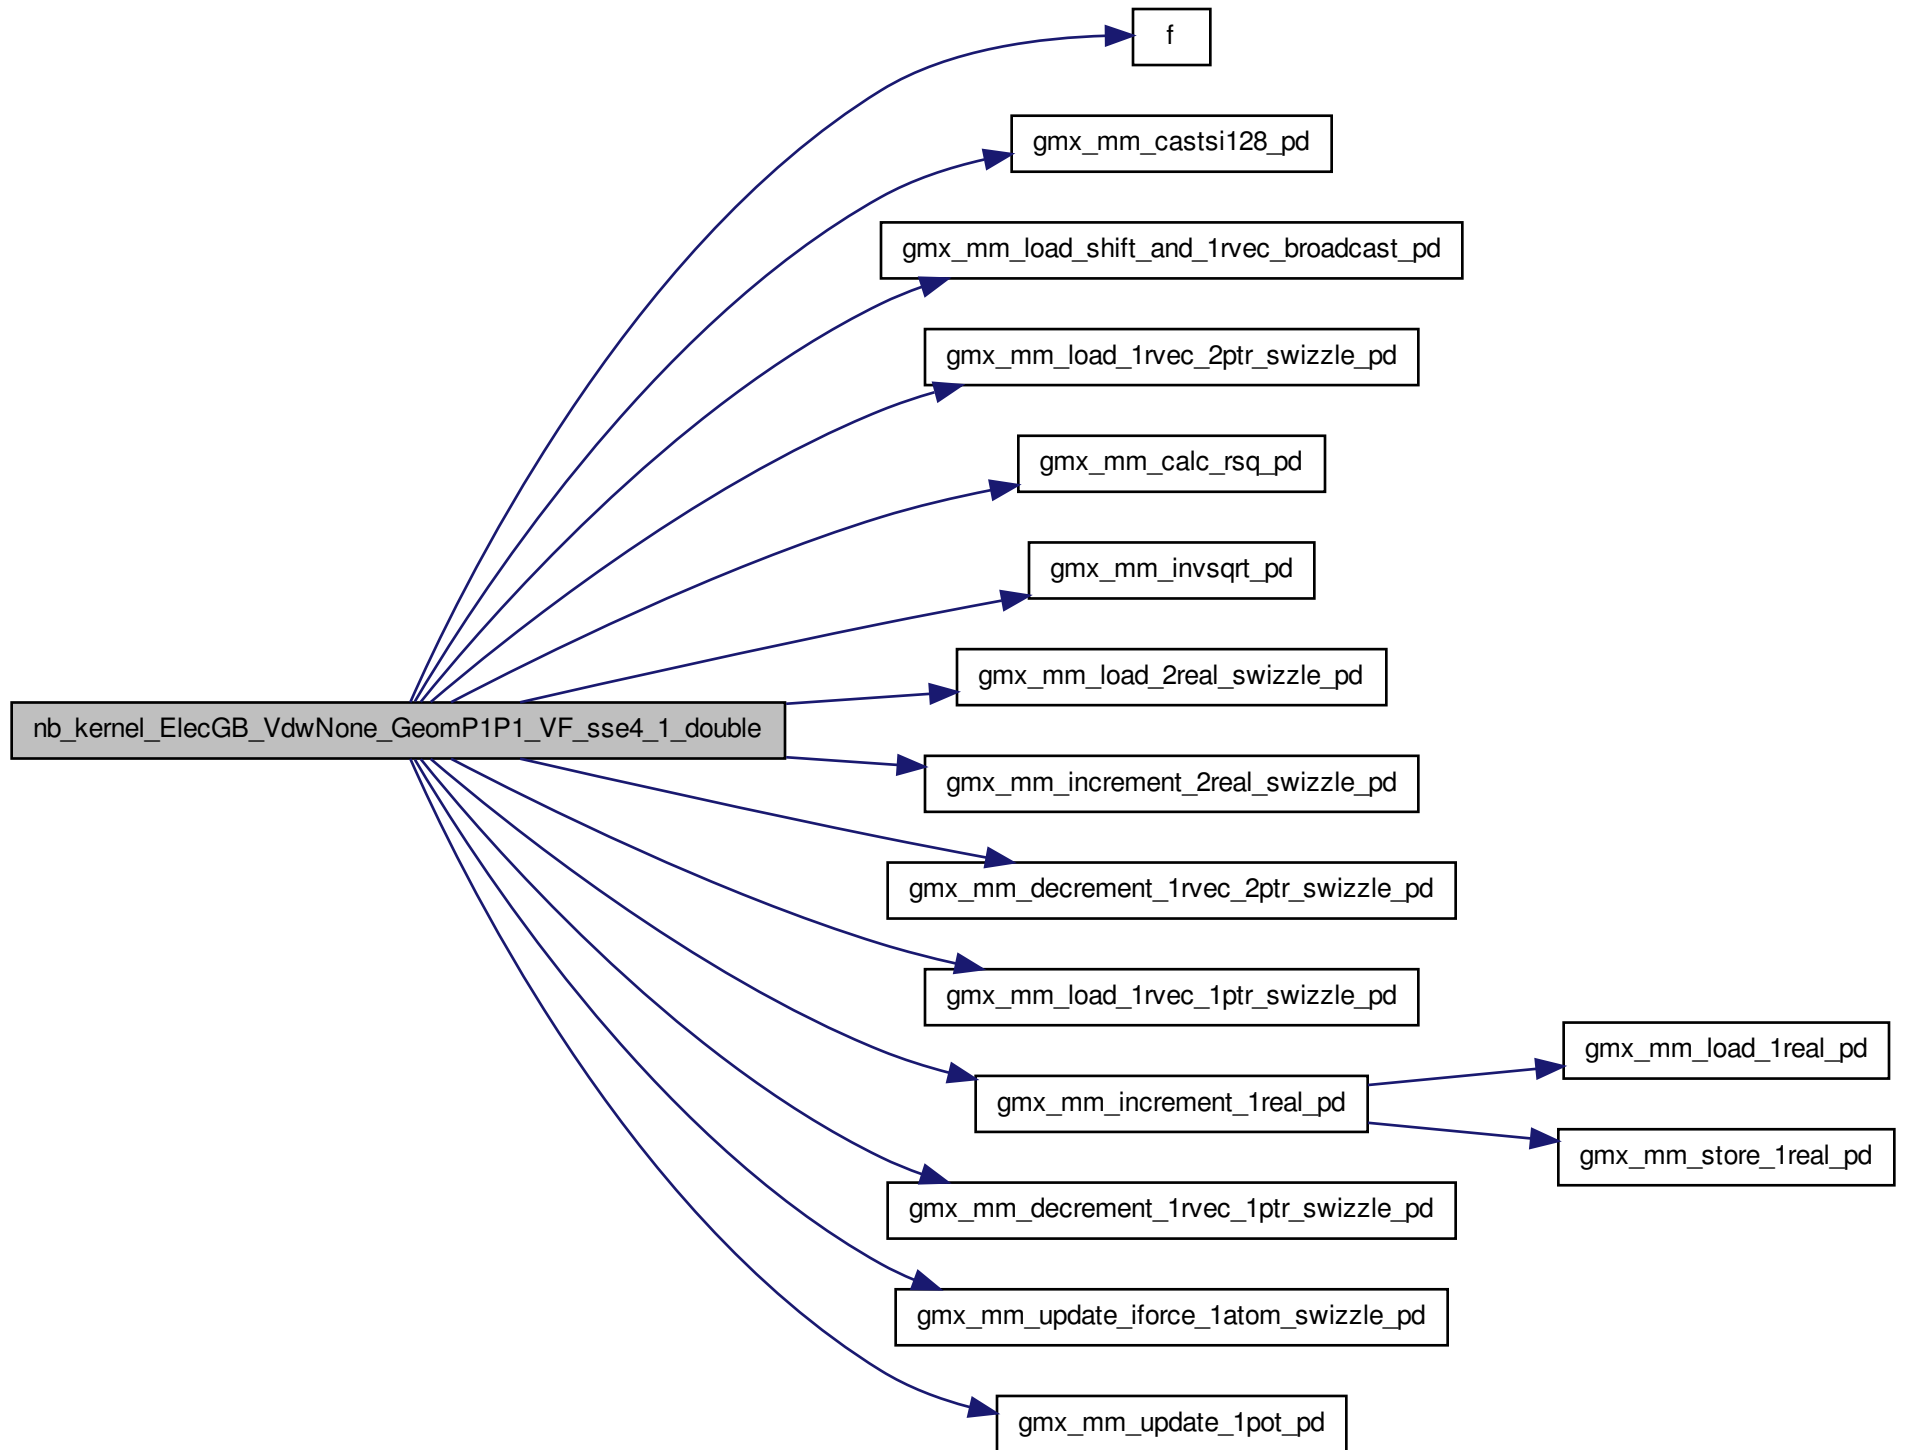 f
gmx_mm_castsi128_pd
gmx_mm_load_shift_and_1rvec_broadcast_pd
gmx_mm_load_1rvec_2ptr_swizzle_pd
gmx_mm_calc_rsq_pd
gmx_mm_invsqrt_pd
gmx_mm_load_2real_swizzle_pd
nb_kernel_ElecGB_VdwNone_GeomP1P1_VF_sse4_1_double
gmx_mm_increment_2real_swizzle_pd
gmx_mm_decrement_1rvec_2ptr_swizzle_pd
gmx_mm_load_1rvec_1ptr_swizzle_pd
gmx_mm_load_1real_pd
gmx_mm_increment_1real_pd
gmx_mm_store_1real_pd
gmx_mm_decrement_1rvec_1ptr_swizzle_pd
gmx_mm_update_iforce_1atom_swizzle_pd
gmx_mm_update_1pot_pd